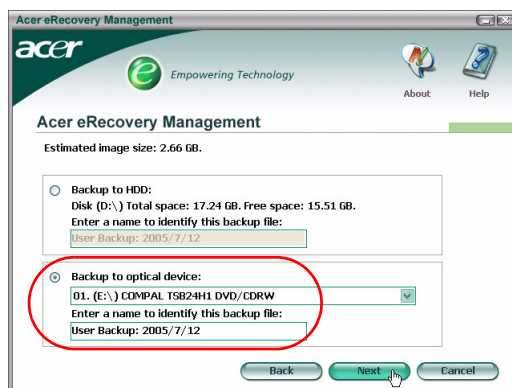 Acer eRecovery Management
acer
e Empowering Technology
About
Help
Acer eRecovery Management
Estimated image size: 2.66 GB.
Backup to HDD:
Disk (D:\) Total space: 17.24 GB. Free space: 15.51 GB.
Enter a name to identify this backup file:
User Backup: 2005/7/12
Backup to optical device:
01. (E:\) COMPAL TSB24H1 DVD/CDRW
Enter a name to identify this backup file:
User Backup: 2005/7/12
Back
Next
Cancel